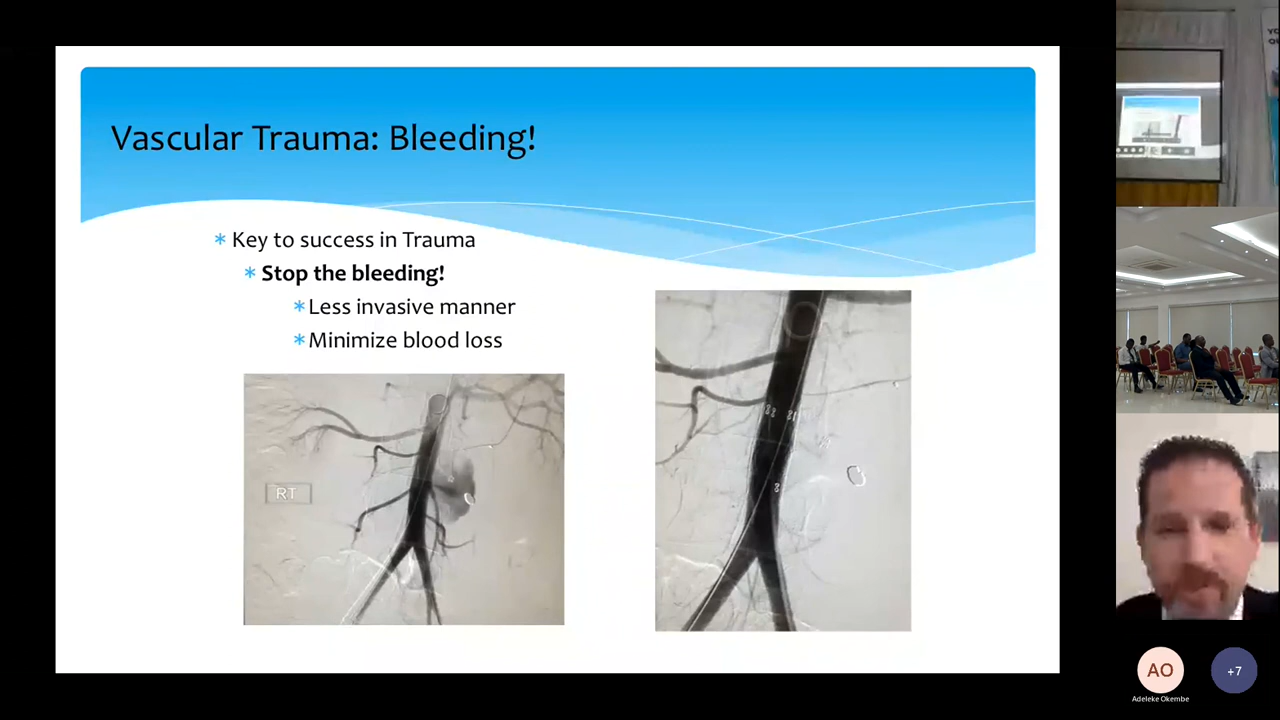 Vascular Trauma: Bleeding!
* Key to success in Trauma
* Stop the bleeding!
* Less invasive manner
* Minimize blood loss
RT
AO
+7
Adeleke Okembe